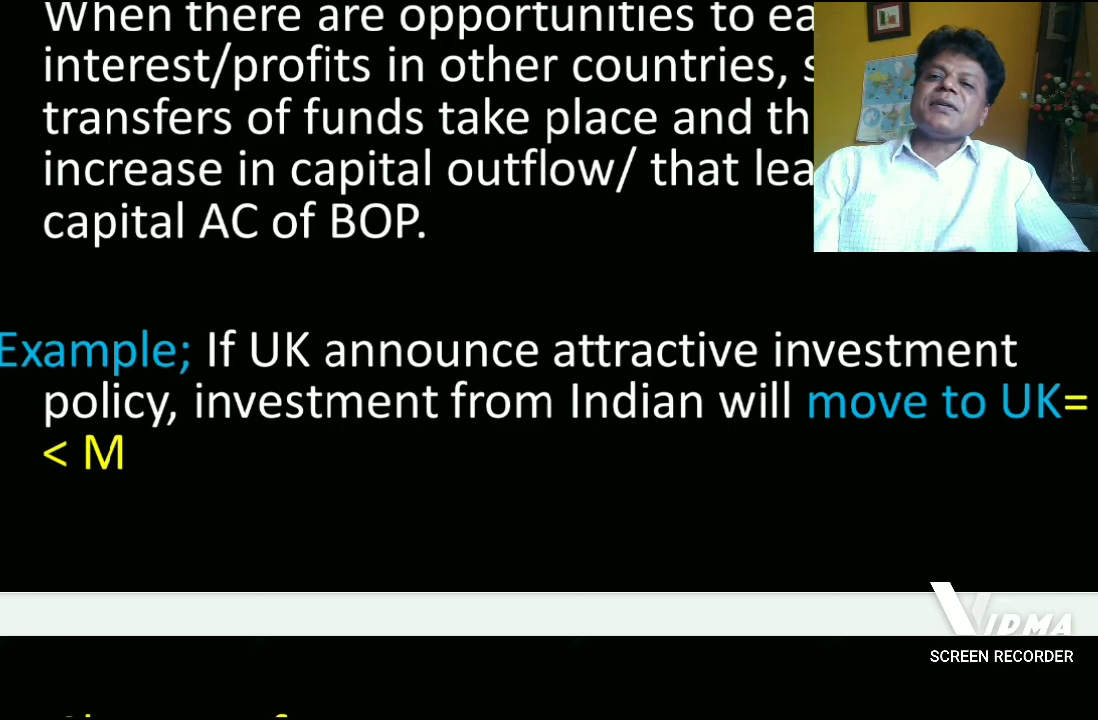 When there are opportunities to ea
interest/profits in other countries, s
transfers of funds take place and th
increase in capital outflow/ that lea
capital AC of BOP.
Example; If UK announce attractive investment
policy, investment from Indian will move to UK=
< M
VIDMA
SCREEN RECORDER